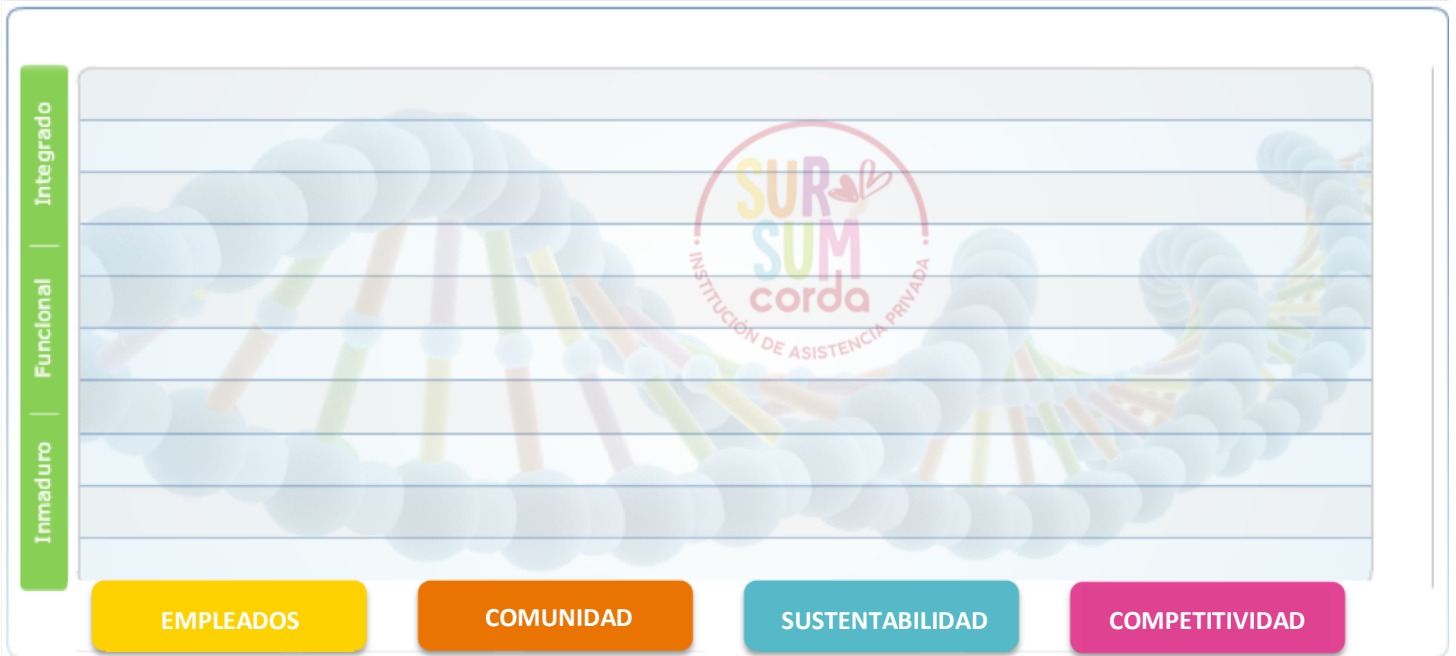 Integrado
Funcional
Inmaduro
SUR
SUM
corda
INSTITUCIÓN DE ASISTENCIA PRIVADA
EMPLEADOS
COMUNIDAD
SUSTENTABILIDAD
COMPETITIVIDAD